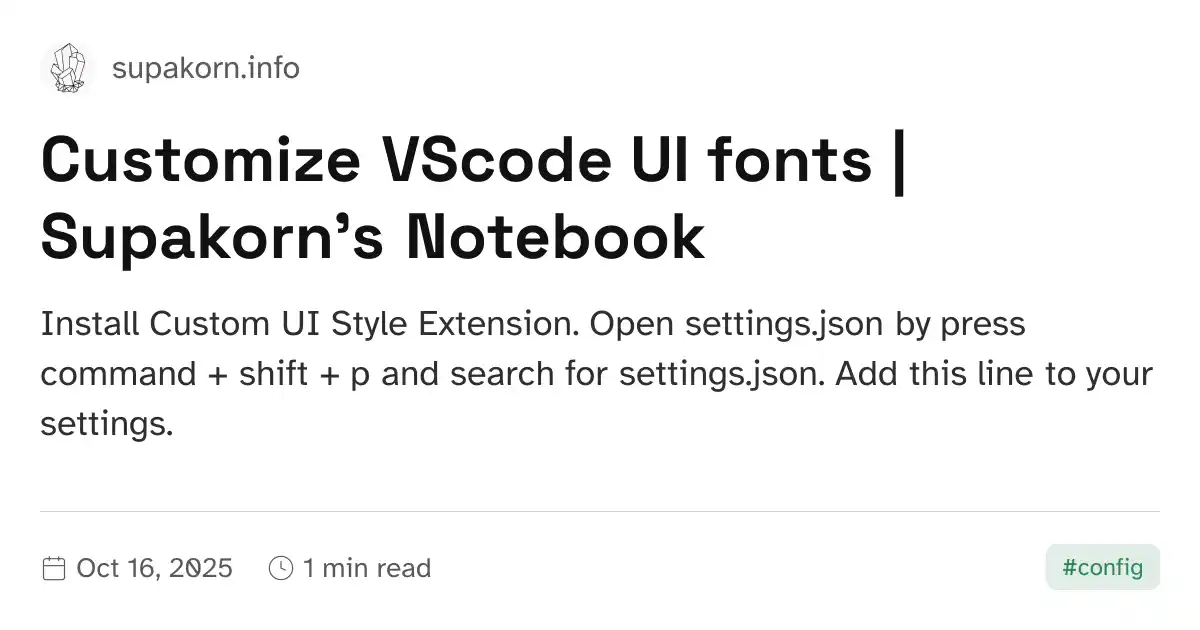 supakorn.info
Customize VScode UI fonts |
Supakorn’s Notebook
Install Custom UI Style Extension. Open settings.json by press
command + shift + p and search for settings.json. Add this line to your
settings.
Oct 16, 2025 1 min read
#config